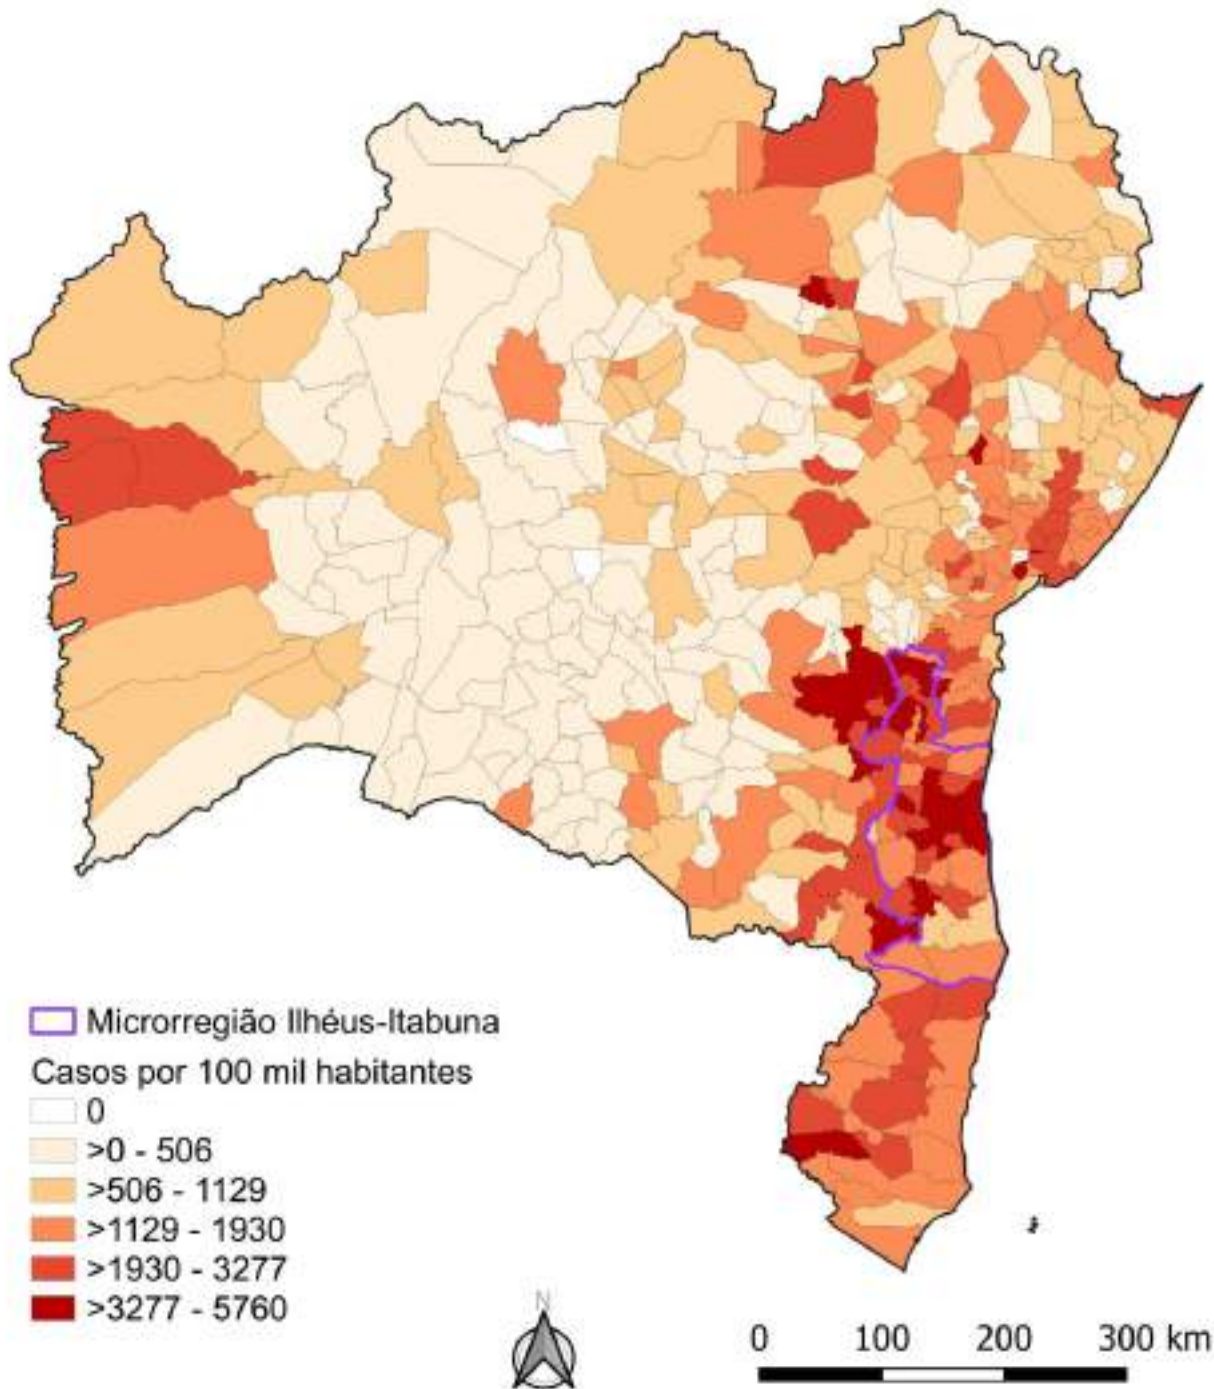 Microrregião Ilhéus-Itabuna
Casos por 100 mil habitantes
0
>0 - 506
>506 - 1129
>1129 - 1930
>1930 - 3277
>3277 - 5760
N
0 100 200 300 km